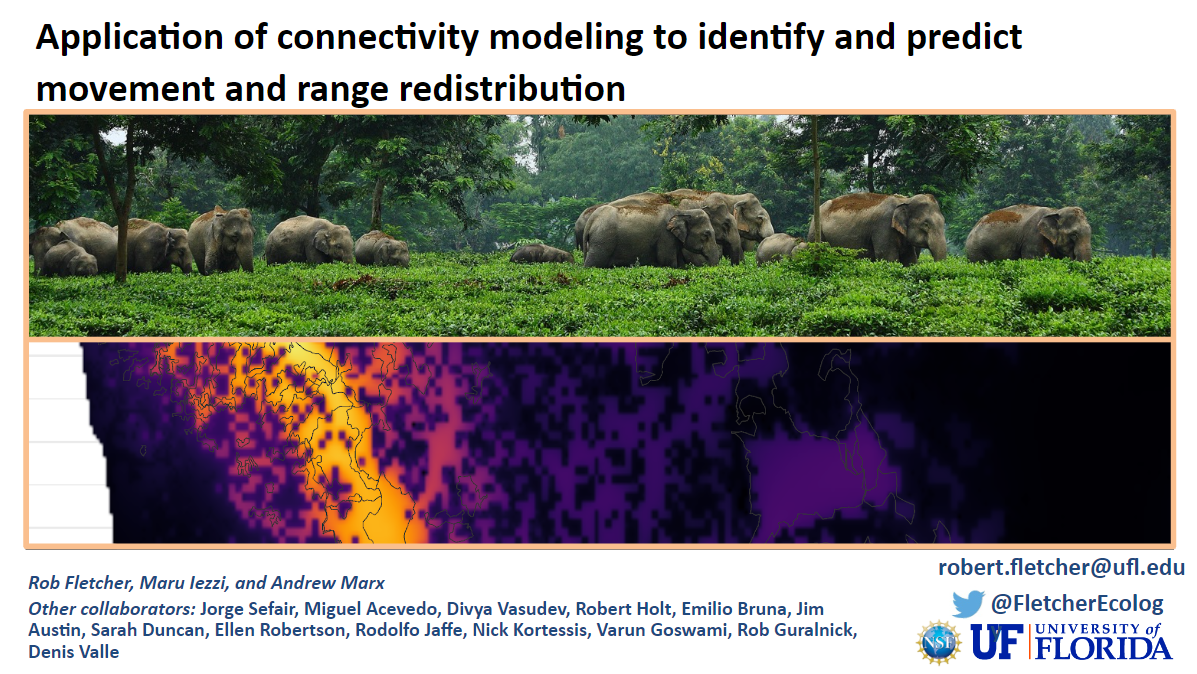 Application of connectivity modeling to identify and predict
movement and range redistribution
Rob Fletcher, Maru Iezzi, and Andrew Marx
Other collaborators: Jorge Sefair, Miguel Acevedo, Divya Vasudev, Robert Holt, Emilio Bruna, Jim
Austin, Sarah Duncan, Ellen Robertson, Rodolfo Jaffe, Nick Kortessis, Varun Goswami, Rob Guralnick,
Denis Valle
robert.fletcher@ufl.edu
@FletcherEcolog
NSF
UF UNIVERSITY of
FLORIDA